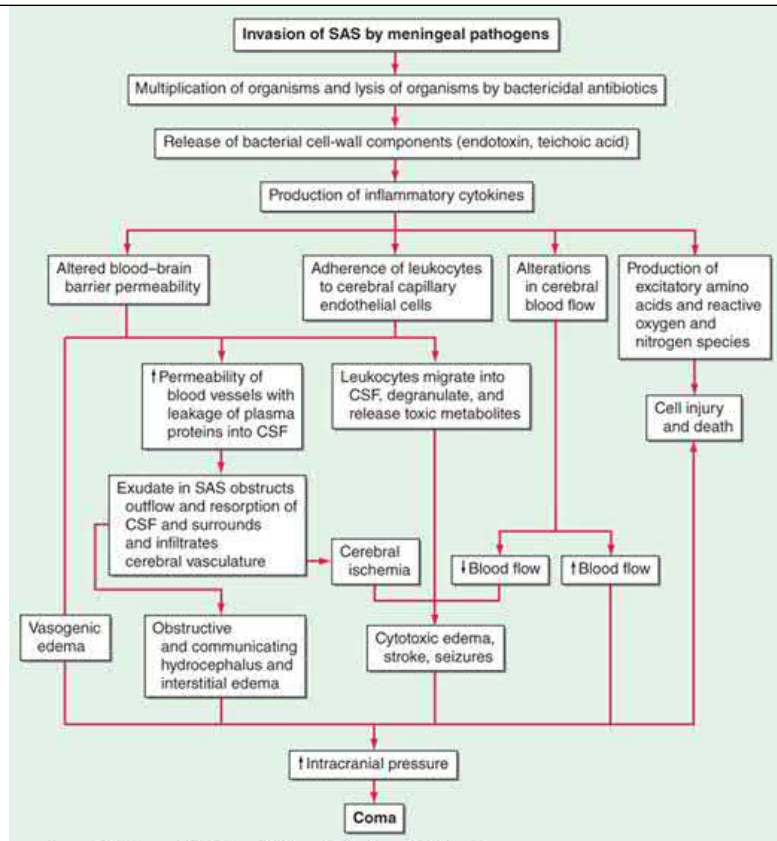 Invasion of SAS by meningeal pathogens
Multiplication of organisms and lysis of organisms by bactericidal antibiotics
Release of bacterial cell-wall components (endotoxin, teichoic acid)
Production of inflammatory cytokines
Altered blood–brain
barrier permeability
Adherence of leukocytes
to cerebral capillary
endothelial cells
Alterations
in cerebral
blood flow
Production of
excitatory amino
acids and reactive
oxygen and
nitrogen species
↑Permeability of
blood vessels with
leakage of plasma
proteins into CSF
Leukocytes migrate into
CSF, degranulate, and
release toxic metabolites
Cell injury
and death
Exudate in SAS obstructs
outflow and resorption of
CSF and surrounds
and infiltrates
cerebral vasculature
Cerebral
ischemia
↓Blood flow
↑Blood flow
Vasogenic
edema
Obstructive
and communicating
hydrocephalus and
interstitial edema
Cytotoxic edema,
stroke, seizures
↑Intracranial pressure
Coma